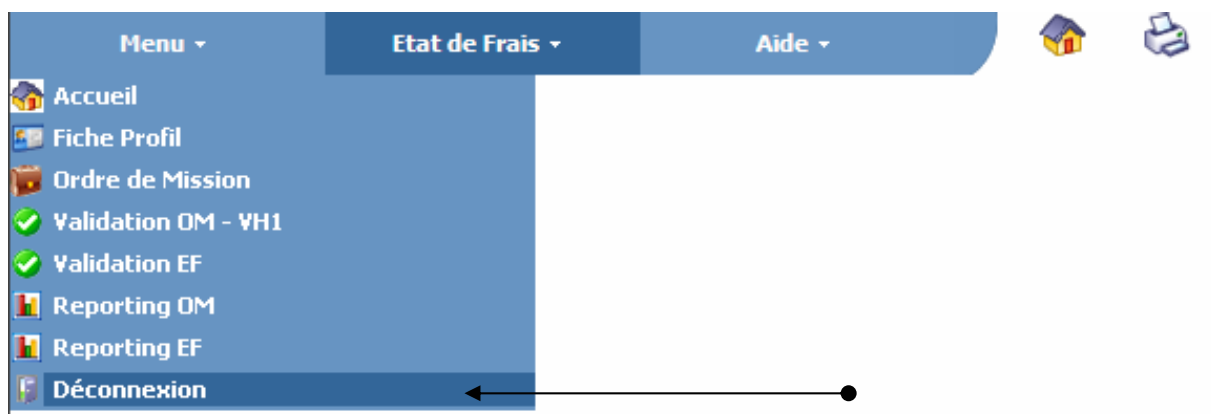 Menu Etat de Frais Aide
Accueil
Fiche Profil
Ordre de Mission
Validation OM - VH1
Validation EF
Reporting OM
Reporting EF
Déconnexion